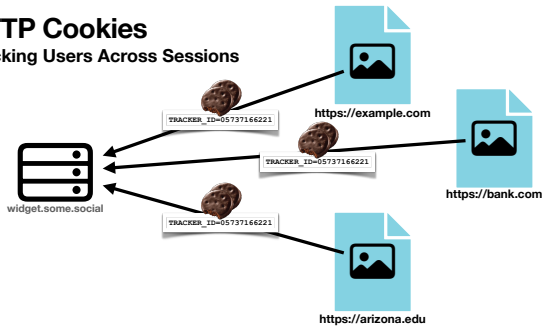 TP Cookies
cking Users Across Sessions
TRACKER_ID=05737166221
https://example.com
TRACKER_ID=05737166221
https://bank.com
widget.some.social
TRACKER_ID=05737166221
https://arizona.edu